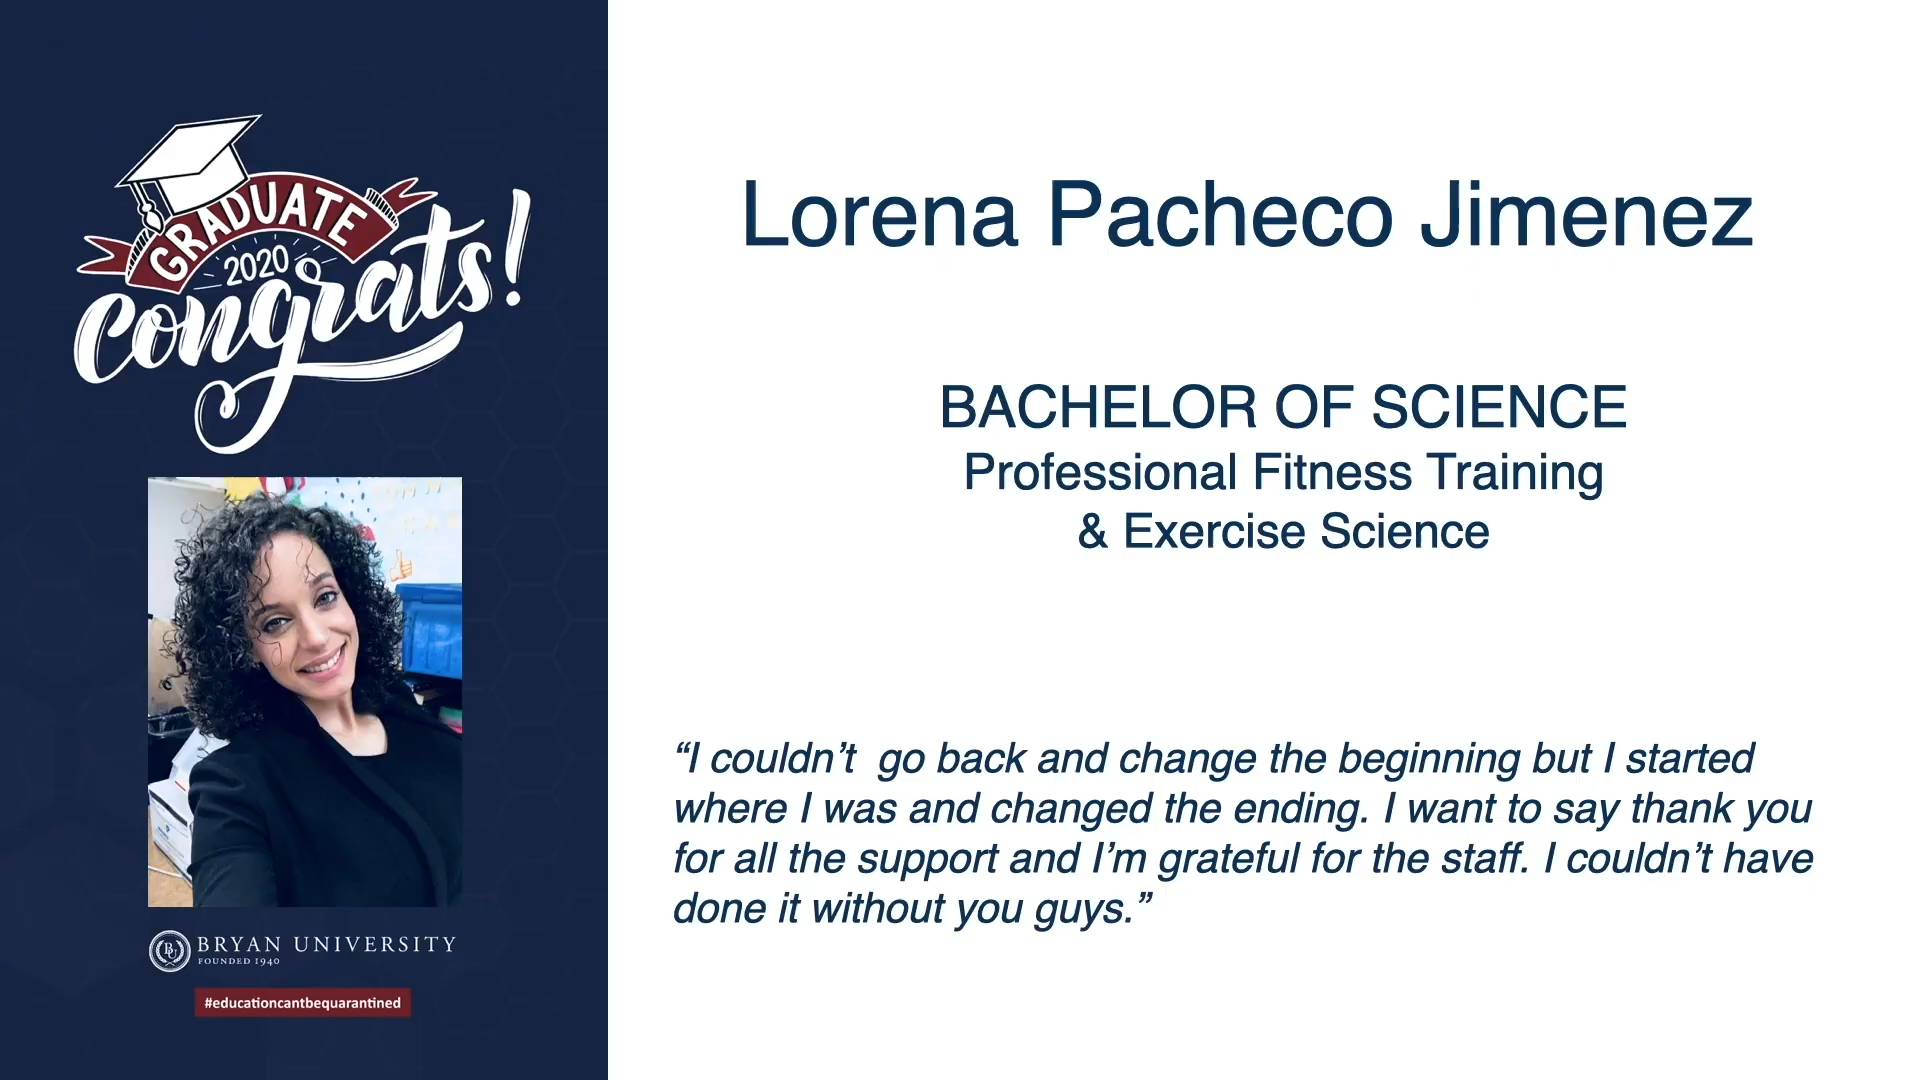 GRADUATE
2020
congrats!
BU
BRYAN UNIVERSITY
FOUNDED 1940
#educationcantbequarantined
Lorena Pacheco Jimenez
BACHELOR OF SCIENCE
Professional Fitness Training
& Exercise Science
“I couldn’t  go back and change the beginning but I started
where I was and changed the ending. I want to say thank you
for all the support and I’m grateful for the staff. I couldn’t have
done it without you guys.”